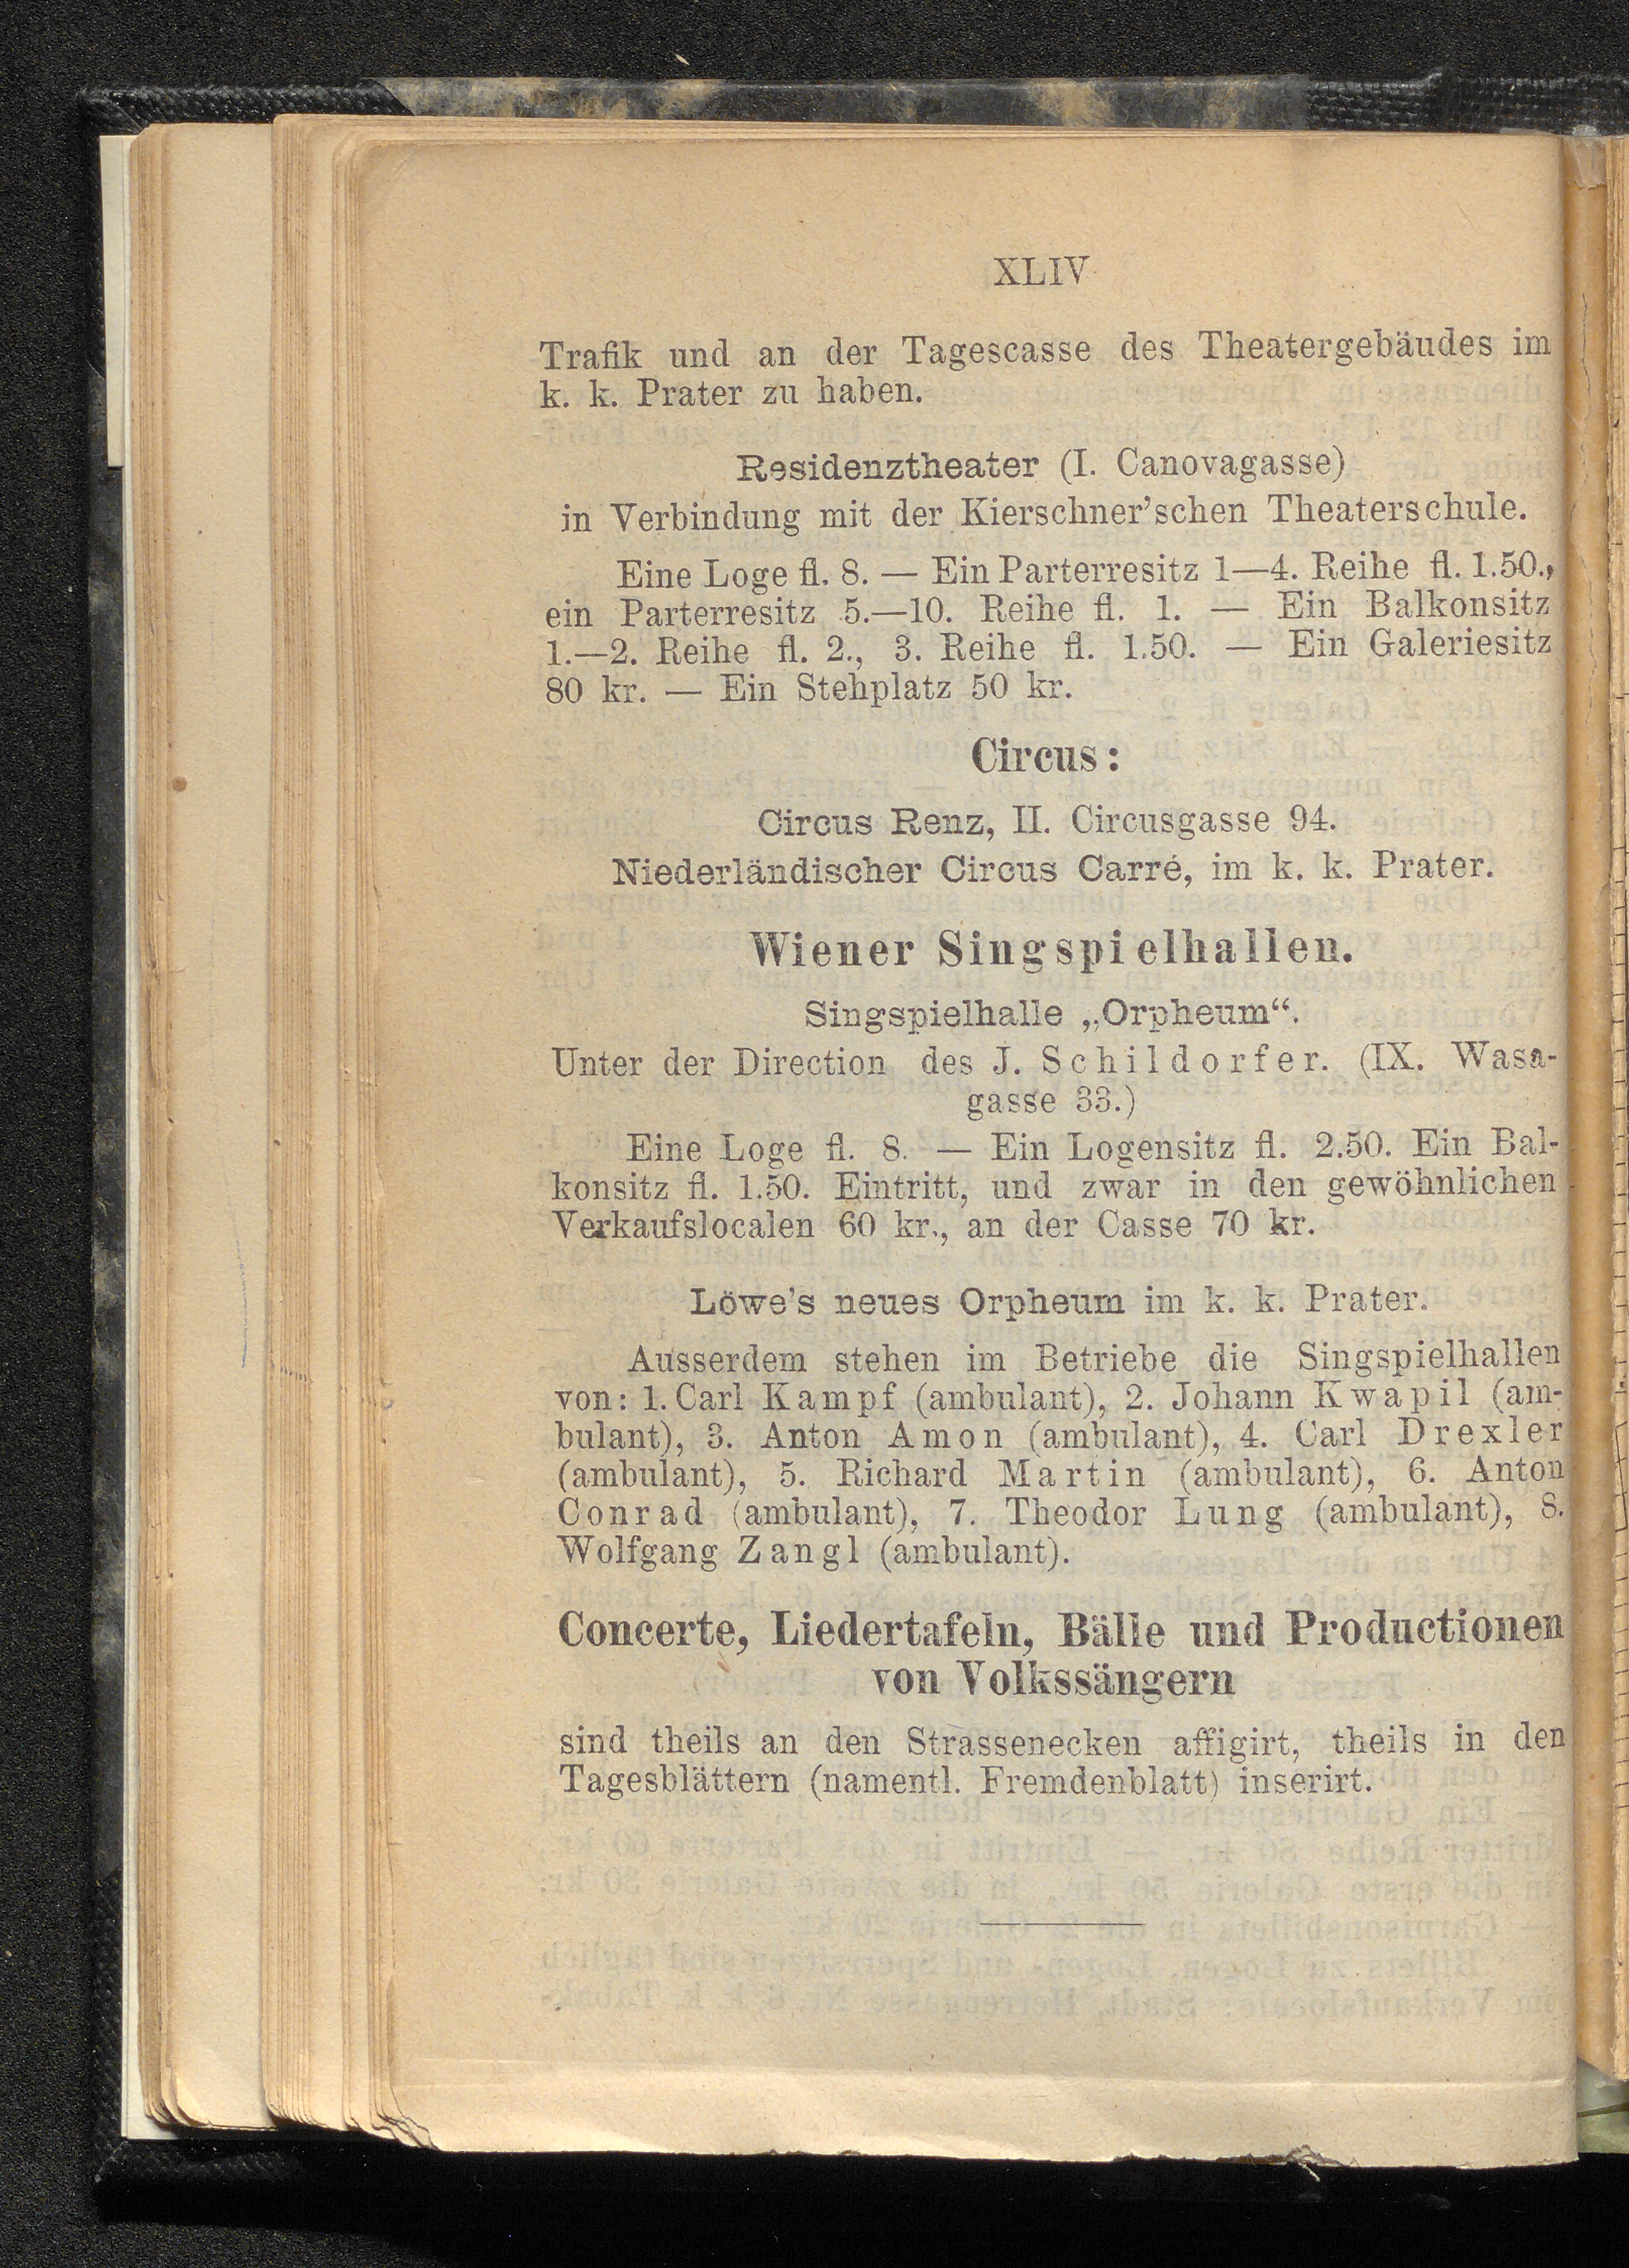 XLIV
Trafik und an der Tagescasse des Theatergebäudes im
k. k. Prater zu haben.
Residenztheater (I. Canovagasse)
in Verbindung mit der Kierschner'schen Theaterschule.
Eine Loge fl. 8. — Ein Parterresitz 1—4. Reihe fl. 1.50.,
ein Parterresitz 5.—10. Reihe fl. 1. — Ein Balkonsitz
1.—2. Reihe fl. 2., 3. Reihe fl. 1.50. — Ein Galeriesitz
80 kr. — Ein Stehplatz 50 kr.
Circus:
Circus Renz, II. Circusgasse 94.
Niederländischer Circus Carré, im k. k. Prater.
Wiener Singspielhallen.
Singspielhalle „Orpheum“.
Unter der Direction des J. Schildorfer. (IX. Wasa-
gasse 33.)
Eine Loge fl. 8. — Ein Logensitz fl. 2.50. Ein Bal-
konsitz fl. 1.50. Eintritt, und zwar in den gewöhnlichen
Verkaufslocalen 60 kr., an der Casse 70 kr.
Löwe's neues Orpheum im k. k. Prater.
Ausserdem stehen im Betriebe die Singspielhallen
von: 1. Carl Kampf (ambulant), 2. Johann Kwapil (am-
bulant), 3. Anton Amon (ambulant), 4. Carl Drexler
(ambulant), 5. Richard Martin (ambulant), 6. Anton
Conrad (ambulant), 7. Theodor Lung (ambulant), 8.
Wolfgang Zangl (ambulant).
Concerte, Liedertafeln, Bälle und Productionen
von Volkssängern
sind theils an den Strassenecken affigirt, theils in den
Tagesblättern (namentl. Fremdenblatt) inserirt.